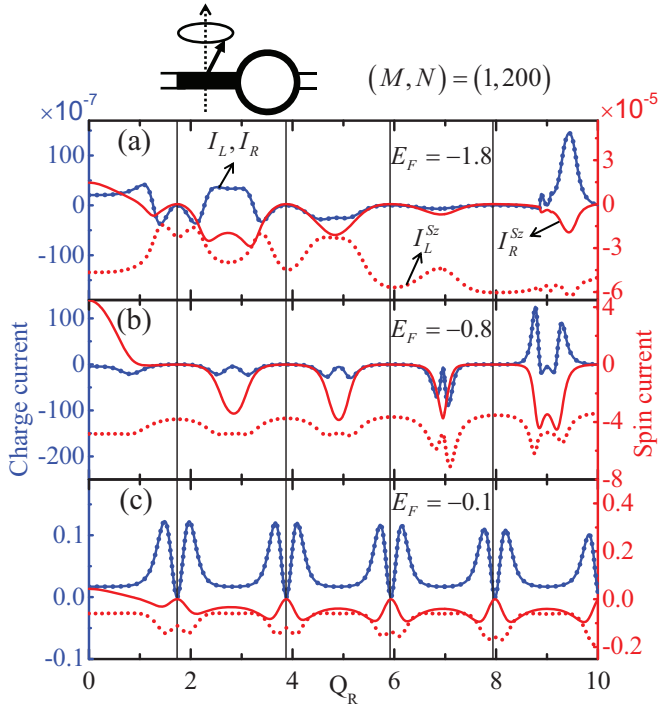 (M,N)=(1,200)
×10⁻⁷
×10⁻⁵
(a)
I_L, I_R
E_F = −1.8
I_L^{Sz}
I_R^{Sz}
100
0
-100
5
3
0
-3
-6
(b)
E_F = −0.8
100
0
-100
-200
4
0
-4
-8
(c)
E_F = −0.1
0.1
0.0
-0.1
0.4
0.2
0.0
-0.2
Charge current
Spin current
0 2 4 6 8 10
Q_R